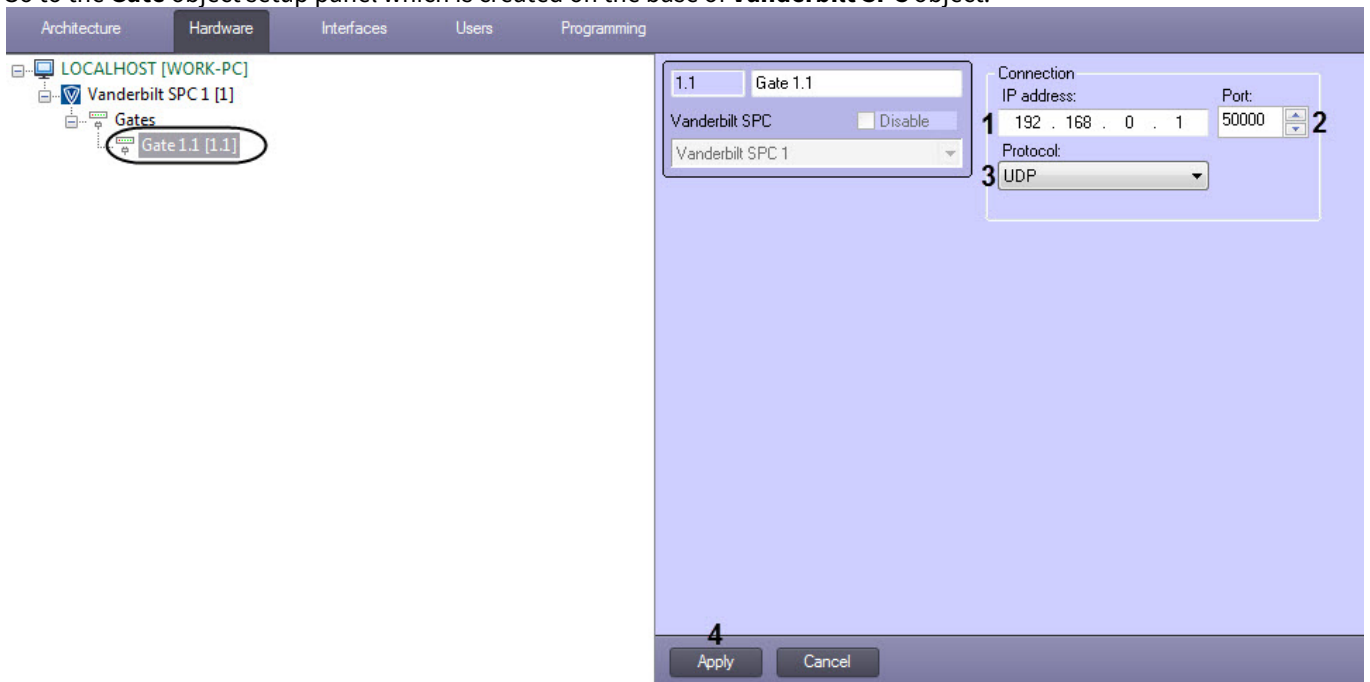 Go to the Gate object setup panel which is created on the base of Vanderbilt SPC object.
Architecture Hardware Interfaces Users Programming
LOCALHOST [WORK-PC]
Vanderbilt SPC 1 [1]
Gates
Gate 1.1 [1.1]
1.1 Gate 1.1
Vanderbilt SPC Disable
Vanderbilt SPC 1
Connection
IP address: Port:
1 192 . 168 . 0 . 1 50000 2
Protocol:
3 UDP
4
Apply Cancel